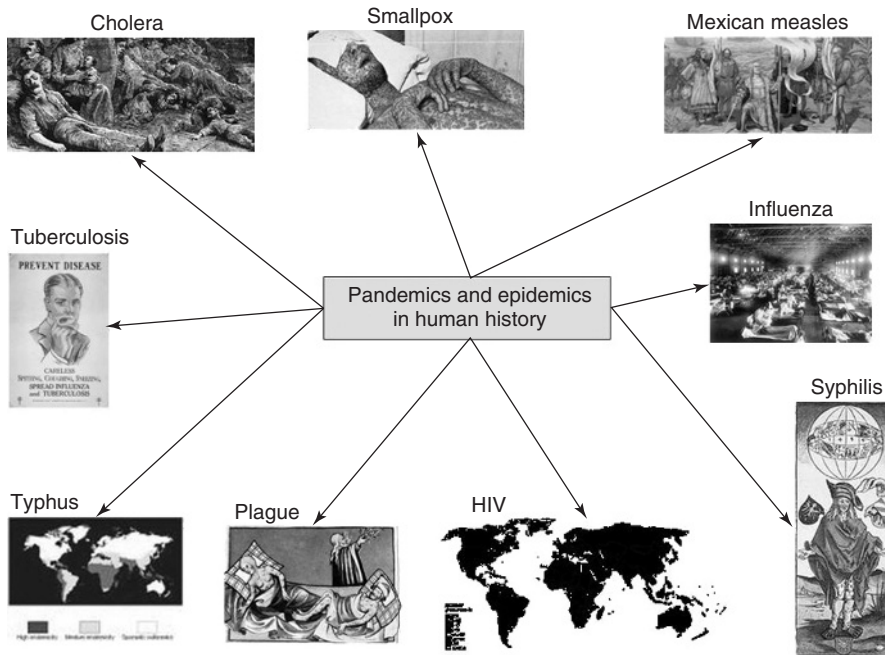 Cholera
Smallpox
Mexican measles
Tuberculosis
PREVENT DISEASE
CARELESS
SPITTING, COUGHING, SNEEZING,
SPREAD INFLUENZA
and TUBERCULOSIS
Pandemics and epidemics
in human history
Influenza
Syphilis
Typhus
High endemicity
Medium endemicity
Sporadic outbreaks
Plague
HIV